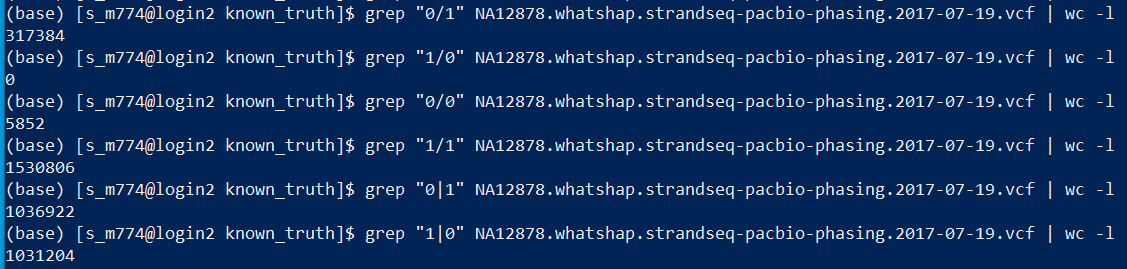 (base) [s_m774@login2 known_truth]$ grep "0/1" NA12878.whatshap.strandseq-pacbio-phasing.2017-07-19.vcf | wc -l
317384
(base) [s_m774@login2 known_truth]$ grep "1/0" NA12878.whatshap.strandseq-pacbio-phasing.2017-07-19.vcf | wc -l
0
(base) [s_m774@login2 known_truth]$ grep "0/0" NA12878.whatshap.strandseq-pacbio-phasing.2017-07-19.vcf | wc -l
5852
(base) [s_m774@login2 known_truth]$ grep "1/1" NA12878.whatshap.strandseq-pacbio-phasing.2017-07-19.vcf | wc -l
1530806
(base) [s_m774@login2 known_truth]$ grep "0|1" NA12878.whatshap.strandseq-pacbio-phasing.2017-07-19.vcf | wc -l
1036922
(base) [s_m774@login2 known_truth]$ grep "1|0" NA12878.whatshap.strandseq-pacbio-phasing.2017-07-19.vcf | wc -l
1031204